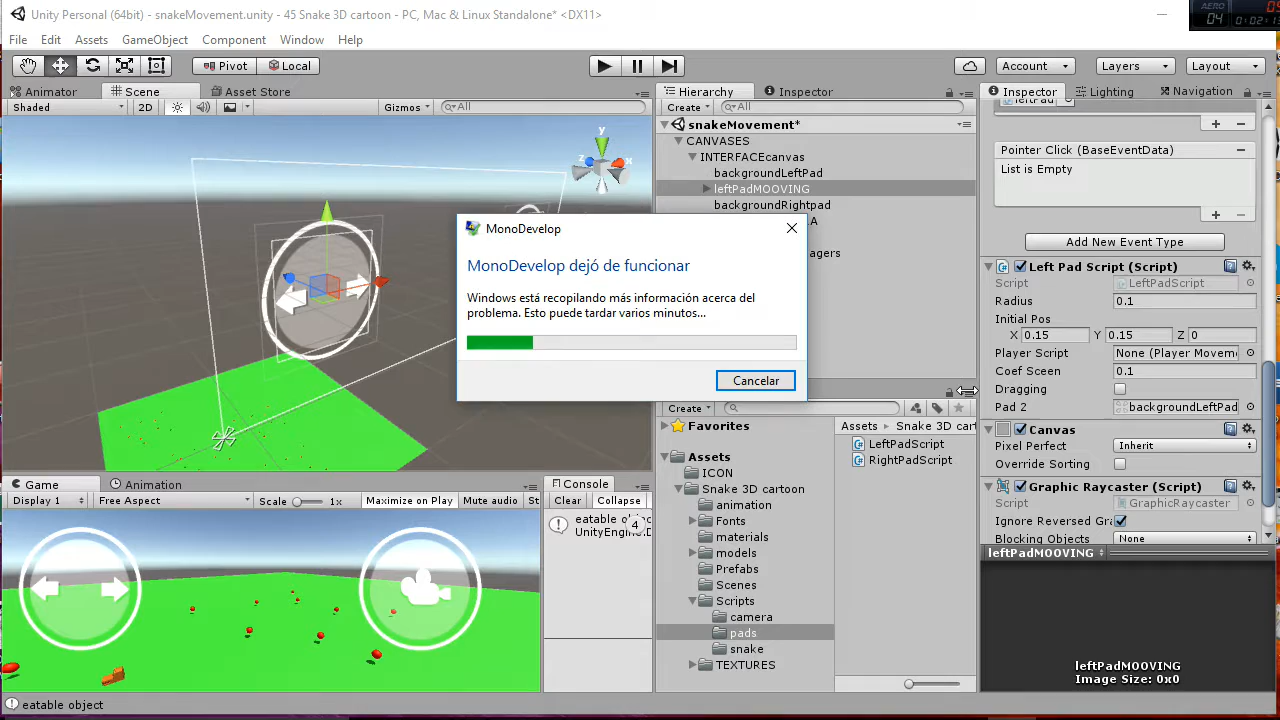 Unity Personal (64bit) - snakeMovement.unity - 45 Snake 3D cartoon - PC, Mac & Linux Standalone* <DX11>
AERO
04
File Edit Assets GameObject Component Window Help
Pivot Local Account Layers Layout
Animator Scene Asset Store
Shaded 2D Gizmos All
y
z x
Hierarchy Inspector
Create All
snakeMovement*
CANVASES
INTERFACEcanvas
backgroundLeftPad
leftPadMOOVING
backgroundRightpad
Inspector Lighting Navigation
Pointer Click (BaseEventData)
List is Empty
Add New Event Type
Left Pad Script (Script)
Script LeftPadScript
Radius 0.1
Initial Pos
X 0.15 Y 0.15 Z 0
Player Script None (Player Movem
Coef Sceen 0.1
Dragging
Pad 2 backgroundLeftPad
Canvas
Pixel Perfect Inherit
Override Sorting
Graphic Raycaster (Script)
Script GraphicRaycaster
Ignore Reversed Gra
Blocking Objects None
leftPadMOOVING
leftPadMOOVING
Image Size: 0x0
MonoDevelop
MonoDevelop dejó de funcionar
Windows está recopilando más información acerca del
problema. Esto puede tardar varios minutos...
Cancelar
Create
Favorites
Assets
ICON
Snake 3D cartoon
animation
Fonts
materials
models
Prefabs
Scenes
Scripts
camera
pads
snake
TEXTURES
Assets Snake 3D cart
LeftPadScript
RightPadScript
Game Animation
Display 1 Free Aspect Scale 1x Maximize on Play Mute audio St
Console
Clear Collapse
eatable objec 4
UnityEngine.D
eatable object